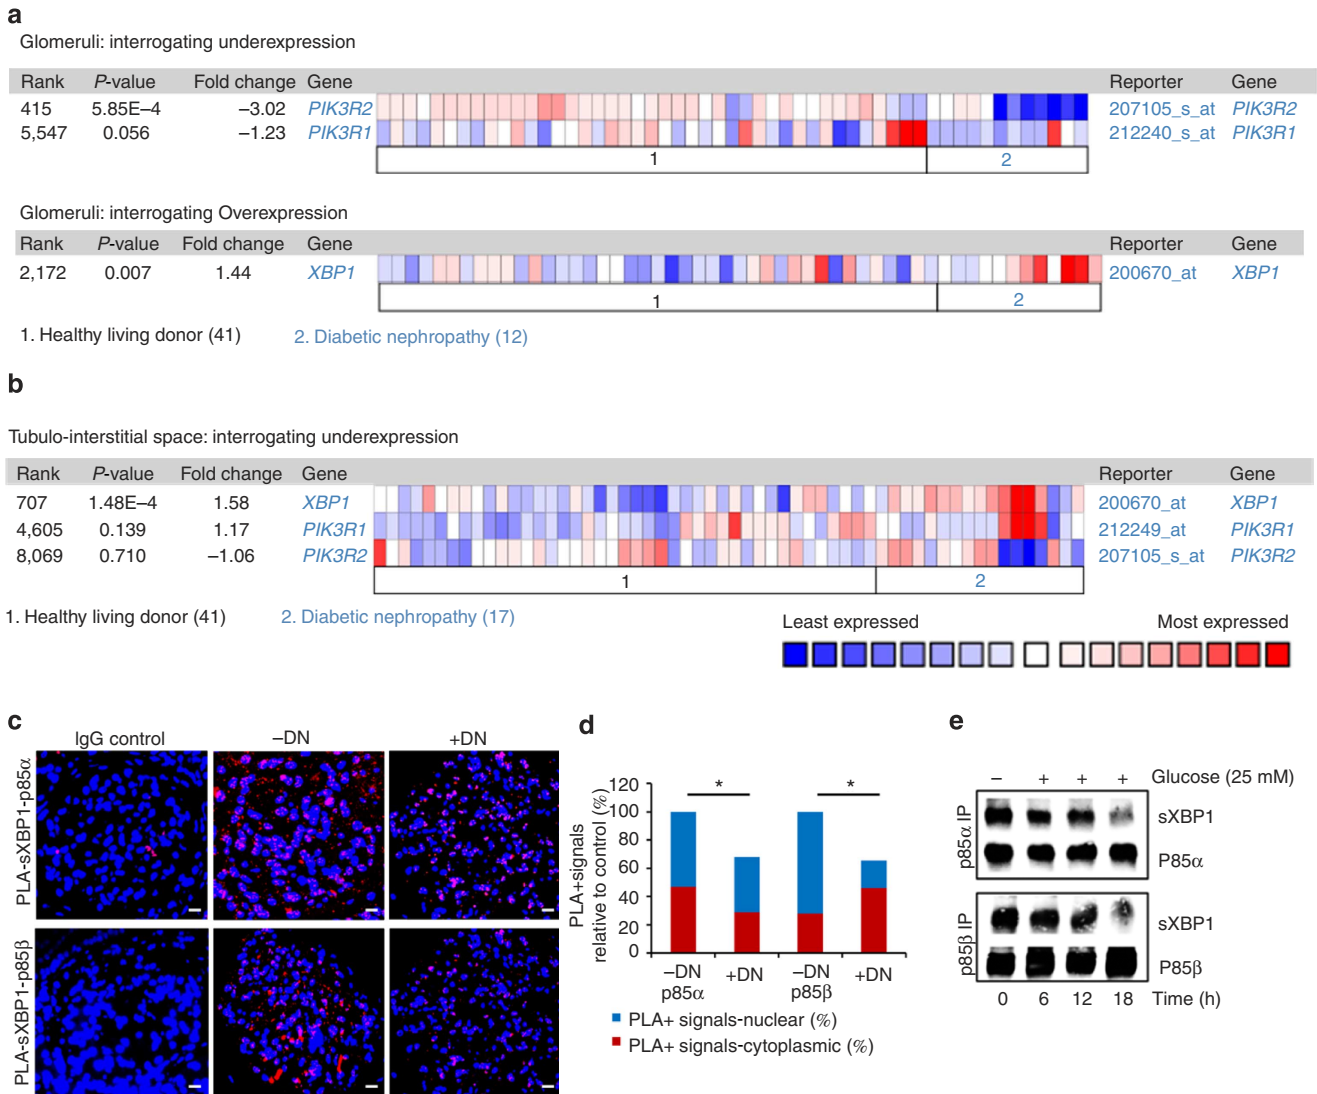 a
Glomeruli: interrogating underexpression
Rank P-value Fold change Gene Reporter Gene
415 5.85E–4 –3.02 PIK3R2 207105_s_at PIK3R2
5,547 0.056 –1.23 PIK3R1 212240_s_at PIK3R1
1 2
Glomeruli: interrogating Overexpression
Rank P-value Fold change Gene Reporter Gene
2,172 0.007 1.44 XBP1 200670_at XBP1
1 2
1. Healthy living donor (41) 2. Diabetic nephropathy (12)
b
Tubulo-interstitial space: interrogating underexpression
Rank P-value Fold change Gene Reporter Gene
707 1.48E–4 1.58 XBP1 200670_at XBP1
4,605 0.139 1.17 PIK3R1 212249_at PIK3R1
8,069 0.710 –1.06 PIK3R2 207105_s_at PIK3R2
1 2
1. Healthy living donor (41) 2. Diabetic nephropathy (17)
Least expressed Most expressed
c
IgG control –DN +DN
PLA-sXBP1-p85α
PLA-sXBP1-p85β
d
PLA+signals
relative to control (%)
120
100
80
60
40
20
0
* *
–DN +DN –DN +DN
p85α p85β
PLA+ signals-nuclear (%)
PLA+ signals-cytoplasmic (%)
e
– + + + Glucose (25 mM)
p85α IP
sXBP1
P85α
p85β IP
sXBP1
P85β
0 6 12 18 Time (h)